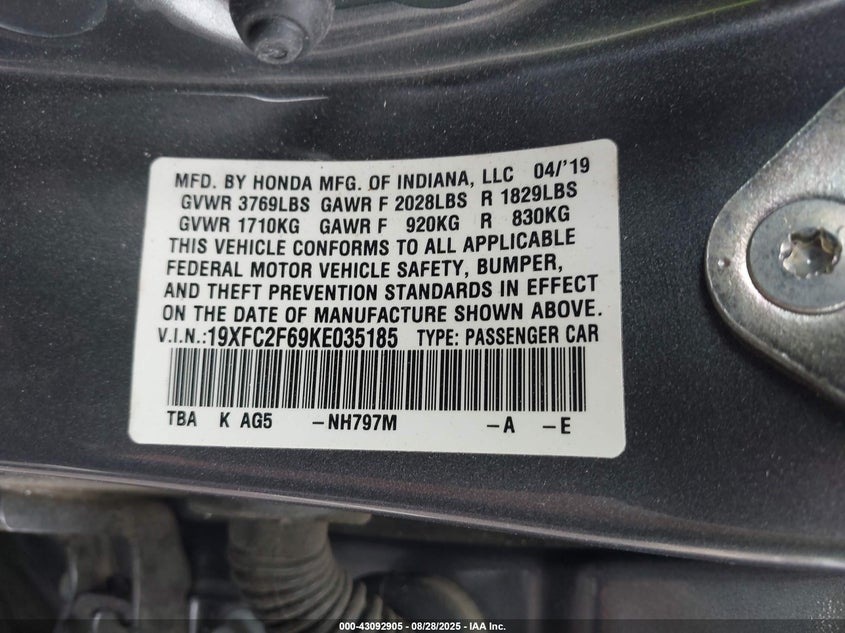 MFD. BY HONDA MFG. OF INDIANA, LLC 04/'19
GVWR 3769LBS GAWR F 2028LBS R 1829LBS
GVWR 1710KG GAWR F 920KG R 830KG
THIS VEHICLE CONFORMS TO ALL APPLICABLE
FEDERAL MOTOR VEHICLE SAFETY, BUMPER,
AND THEFT PREVENTION STANDARDS IN EFFECT
ON THE DATE OF MANUFACTURE SHOWN ABOVE.
V.I.N.:19XFC2F69KE035185 TYPE: PASSENGER CAR
TBA K AG5 –NH797M –A –E
000-43092905 - 08/28/2025 - IAA Inc.